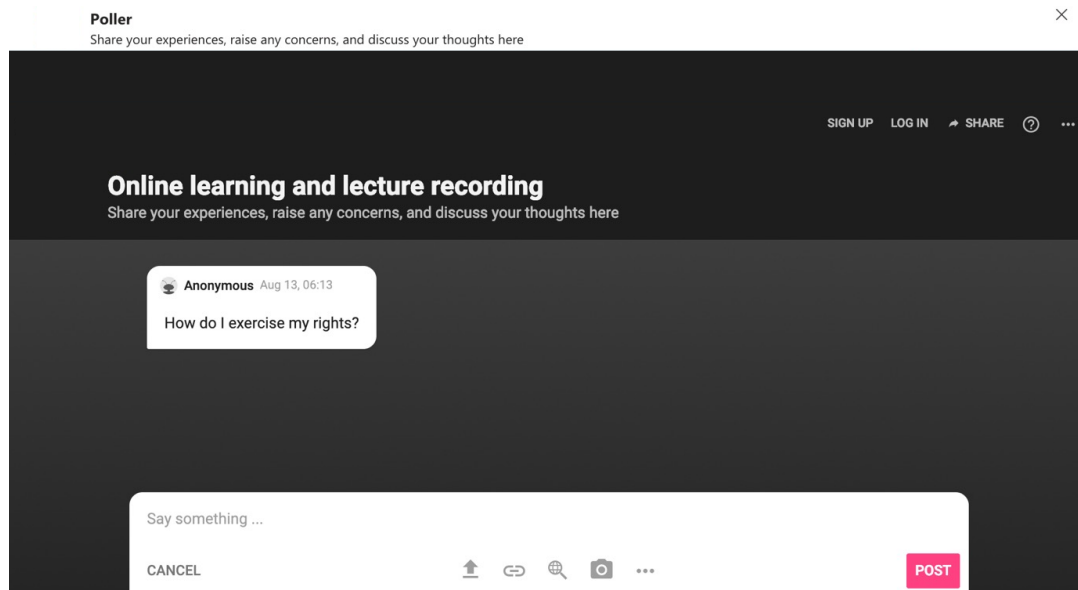 Poller
Share your experiences, raise any concerns, and discuss your thoughts here
SIGN UP LOG IN SHARE
Online learning and lecture recording
Share your experiences, raise any concerns, and discuss your thoughts here
Anonymous Aug 13, 06:13
How do I exercise my rights?
Say something ...
CANCEL POST